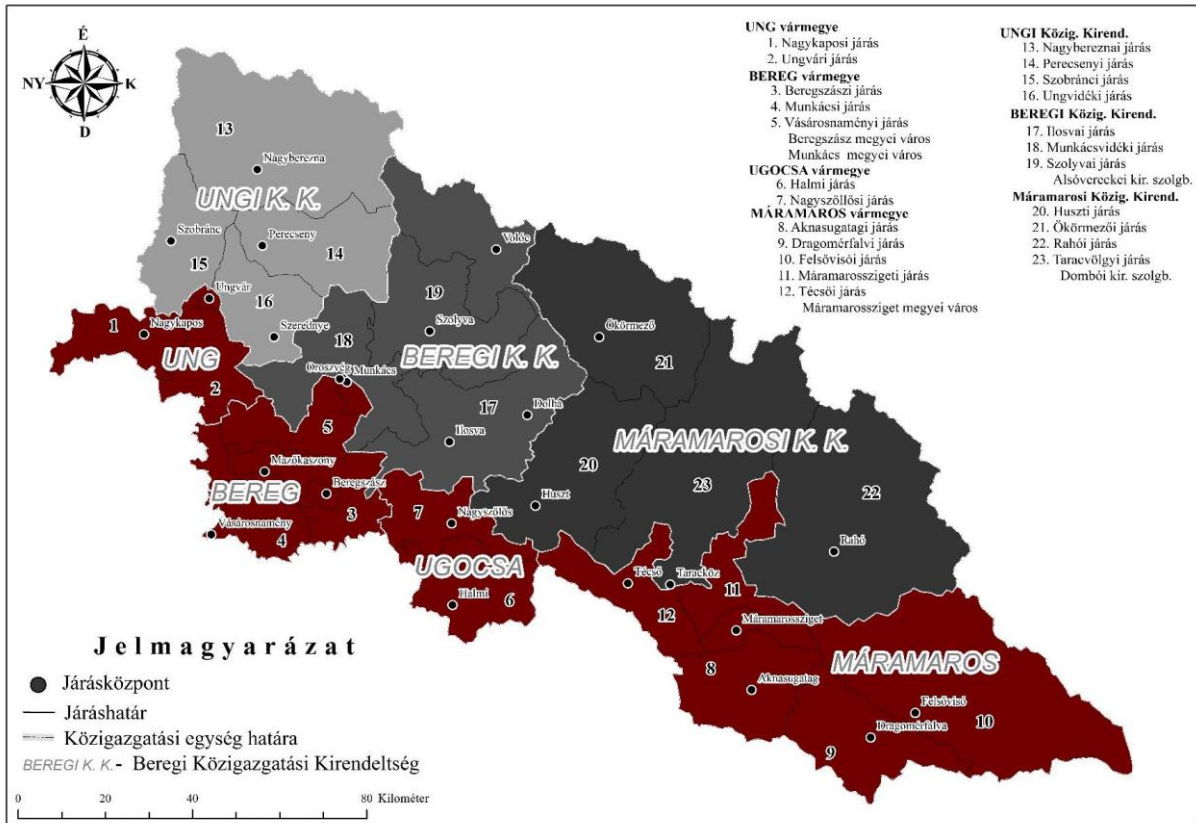 É
NY
K
D
UNG vármegye
1. Nagykaposi járás
2. Ungvári járás
BEREG vármegye
3. Beregszászi járás
4. Munkácsi járás
5. Vásárosnaményi járás
Beregszász megyei város
Munkács megyei város
UGOCSA vármegye
6. Halmi járás
7. Nagyszőllősi járás
MÁRAMAROS vármegye
8. Aknasugatagi járás
9. Dragomérfalvi járás
10. Felsővisói járás
11. Máramarosszigeti járás
12. Técsői járás
Máramarossziget megyei város
UNGI Közig. Kirend.
13. Nagybereznai járás
14. Perecsenyi járás
15. Szobránci járás
16. Ungvidéki járás
BEREGI Közig. Kirend.
17. Ilosvai járás
18. Munkácsvidéki járás
19. Szolyvai járás
Alsóvereckei kir. szolgb.
Máramarosi Közig. Kirend.
20. Huszti járás
21. Ökörmezői járás
22. Rahói járás
23. Taracvölgyi járás
Dombói kir. szolgb.
13
Nagyberezna
UNGI K. K.
Szobránc
Perecseny
14
15
Volóc
19
Ungvár
16
Szerednye
18
Szolyva
BEREGI K. K.
Ökörmező
21
1
Nagykapos
UNG
2
Oroszvég
Munkács
17
Dolha
5
Ilosva
MÁRAMAROSI K. K.
Mazőkaszony
BEREG
Beregszász
20
23
22
Vásárosnamény
4
3
7
Nagyszőlős
Huszt
Rahó
UGOCSA
Halmi
6
Técső
Taracköz
11
12
Máramarossziget
8
MÁRAMAROS
Aknasugatag
Felsővisó
10
Dragomérfalva
9
Jelmagyarázat
Járásközpont
Járáshatár
Közigazgatási egység határa
BEREGI K. K. - Beregi Közigazgatási Kirendeltség
0 20 40 80 Kilométer